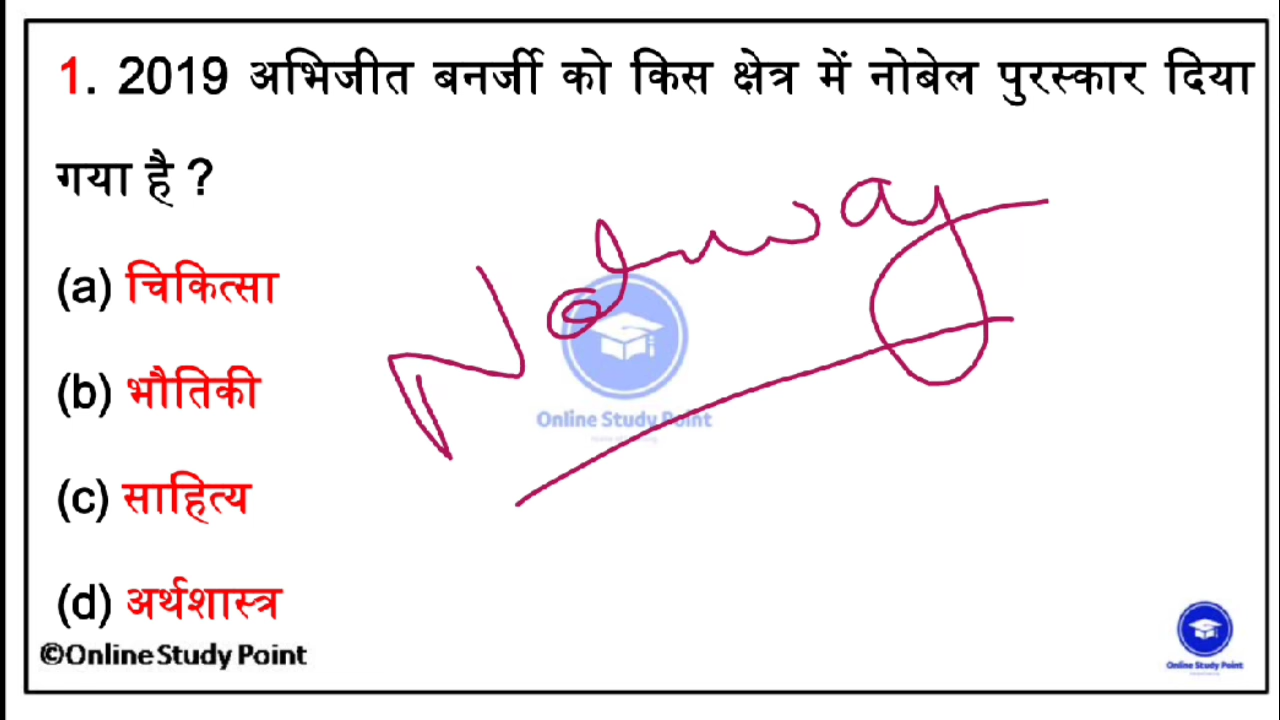 1. 2019 अभिजीत बनर्जी को किस क्षेत्र में नोबेल पुरस्कार दिया
गया है ?
Norway
(a) चिकित्सा
Online Study Point
(b) भौतिकी
(c) साहित्य
(d) अर्थशास्त्र
©Online Study Point
Online Study Point